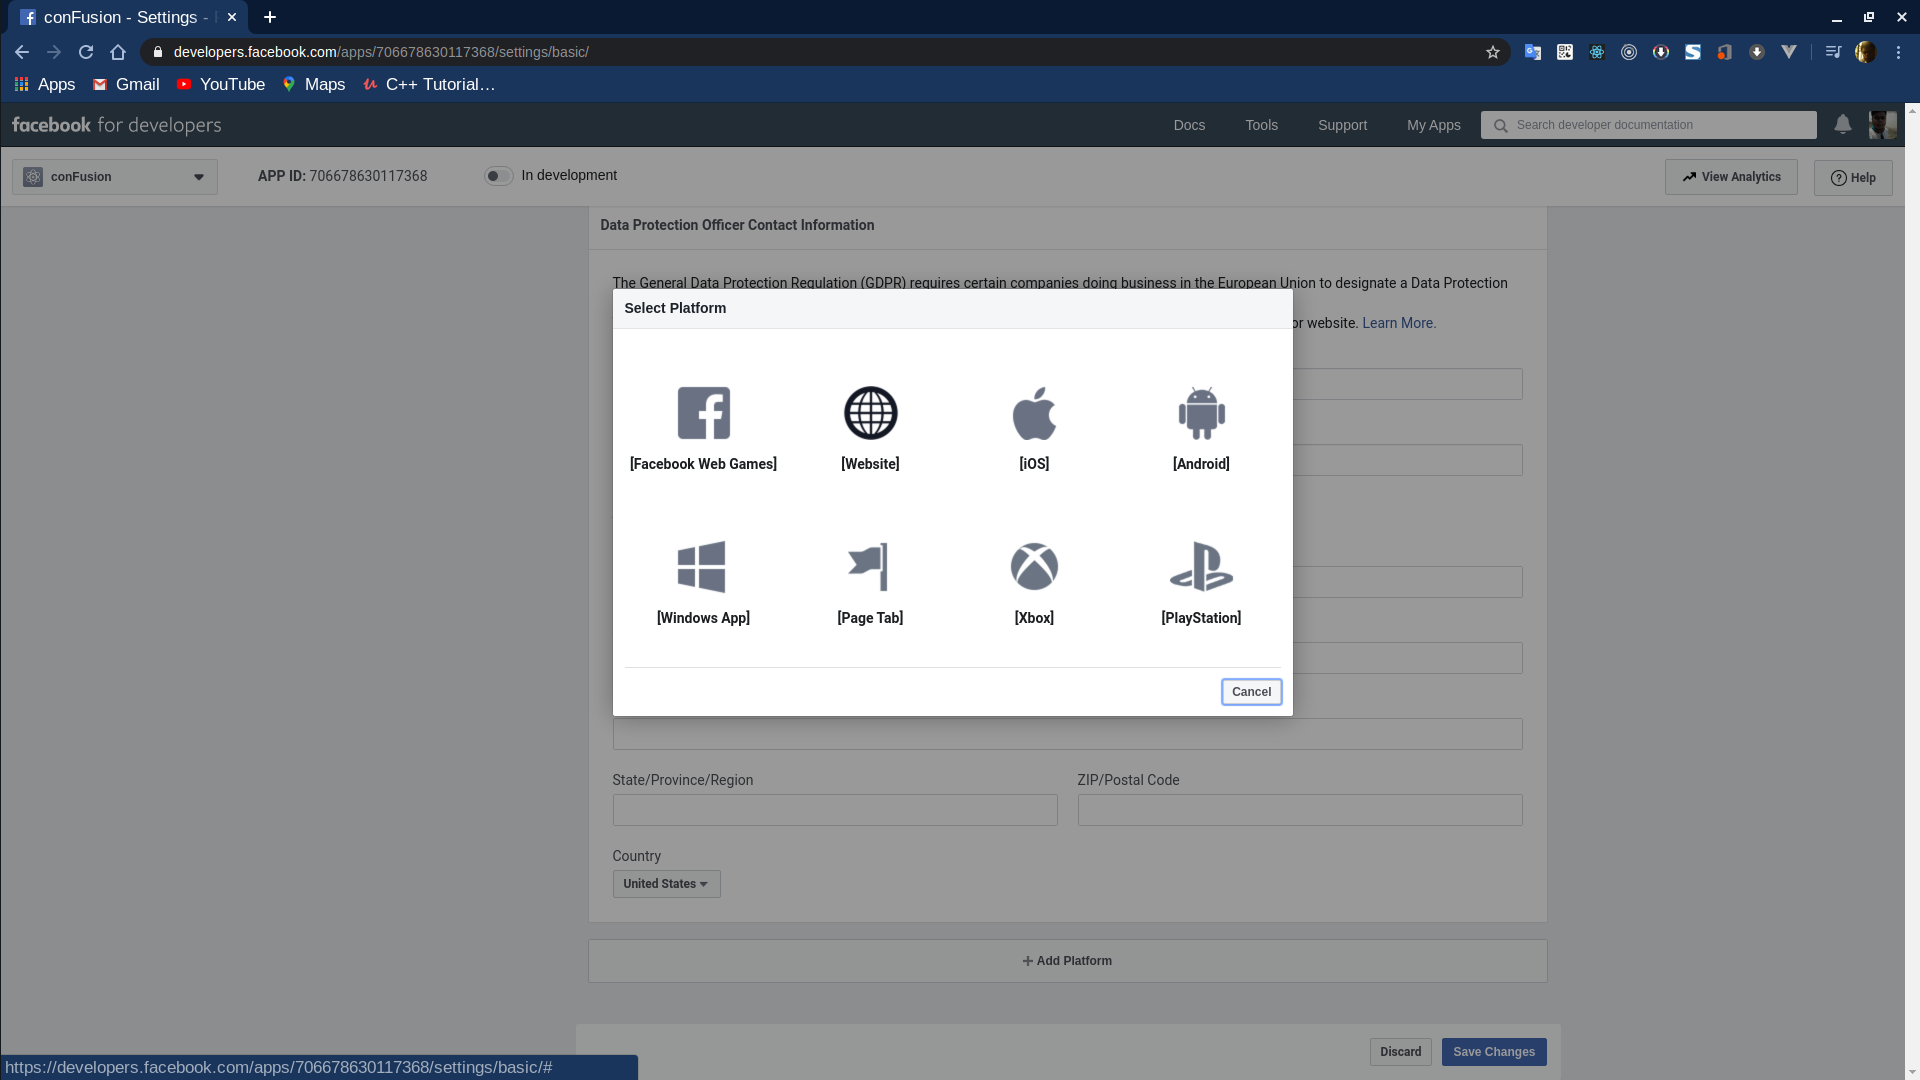 conFusion - Settings -
developers.facebook.com/apps/706678630117368/settings/basic/
Apps Gmail YouTube Maps C++ Tutorial…
facebook for developers Docs Tools Support My Apps Search developer documentation
conFusion APP ID: 706678630117368 In development View Analytics Help
Data Protection Officer Contact Information
The General Data Protection Regulation (GDPR) requires certain companies doing business in the European Union to designate a Data Protection
Select Platform
or website. Learn More.
[Facebook Web Games] [Website] [iOS] [Android]
[Windows App] [Page Tab] [Xbox] [PlayStation]
Cancel
State/Province/Region ZIP/Postal Code
Country
United States
+ Add Platform
Discard Save Changes
https://developers.facebook.com/apps/706678630117368/settings/basic/#